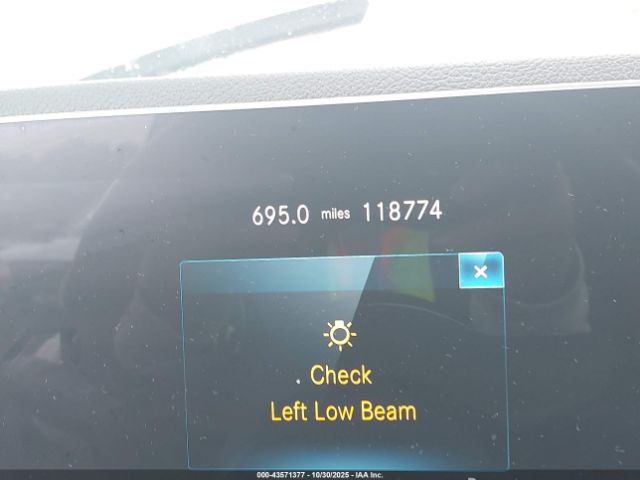 695.0 miles 118774
Check
Left Low Beam
000-43571377 - 10/30/2025 - IAA Inc.